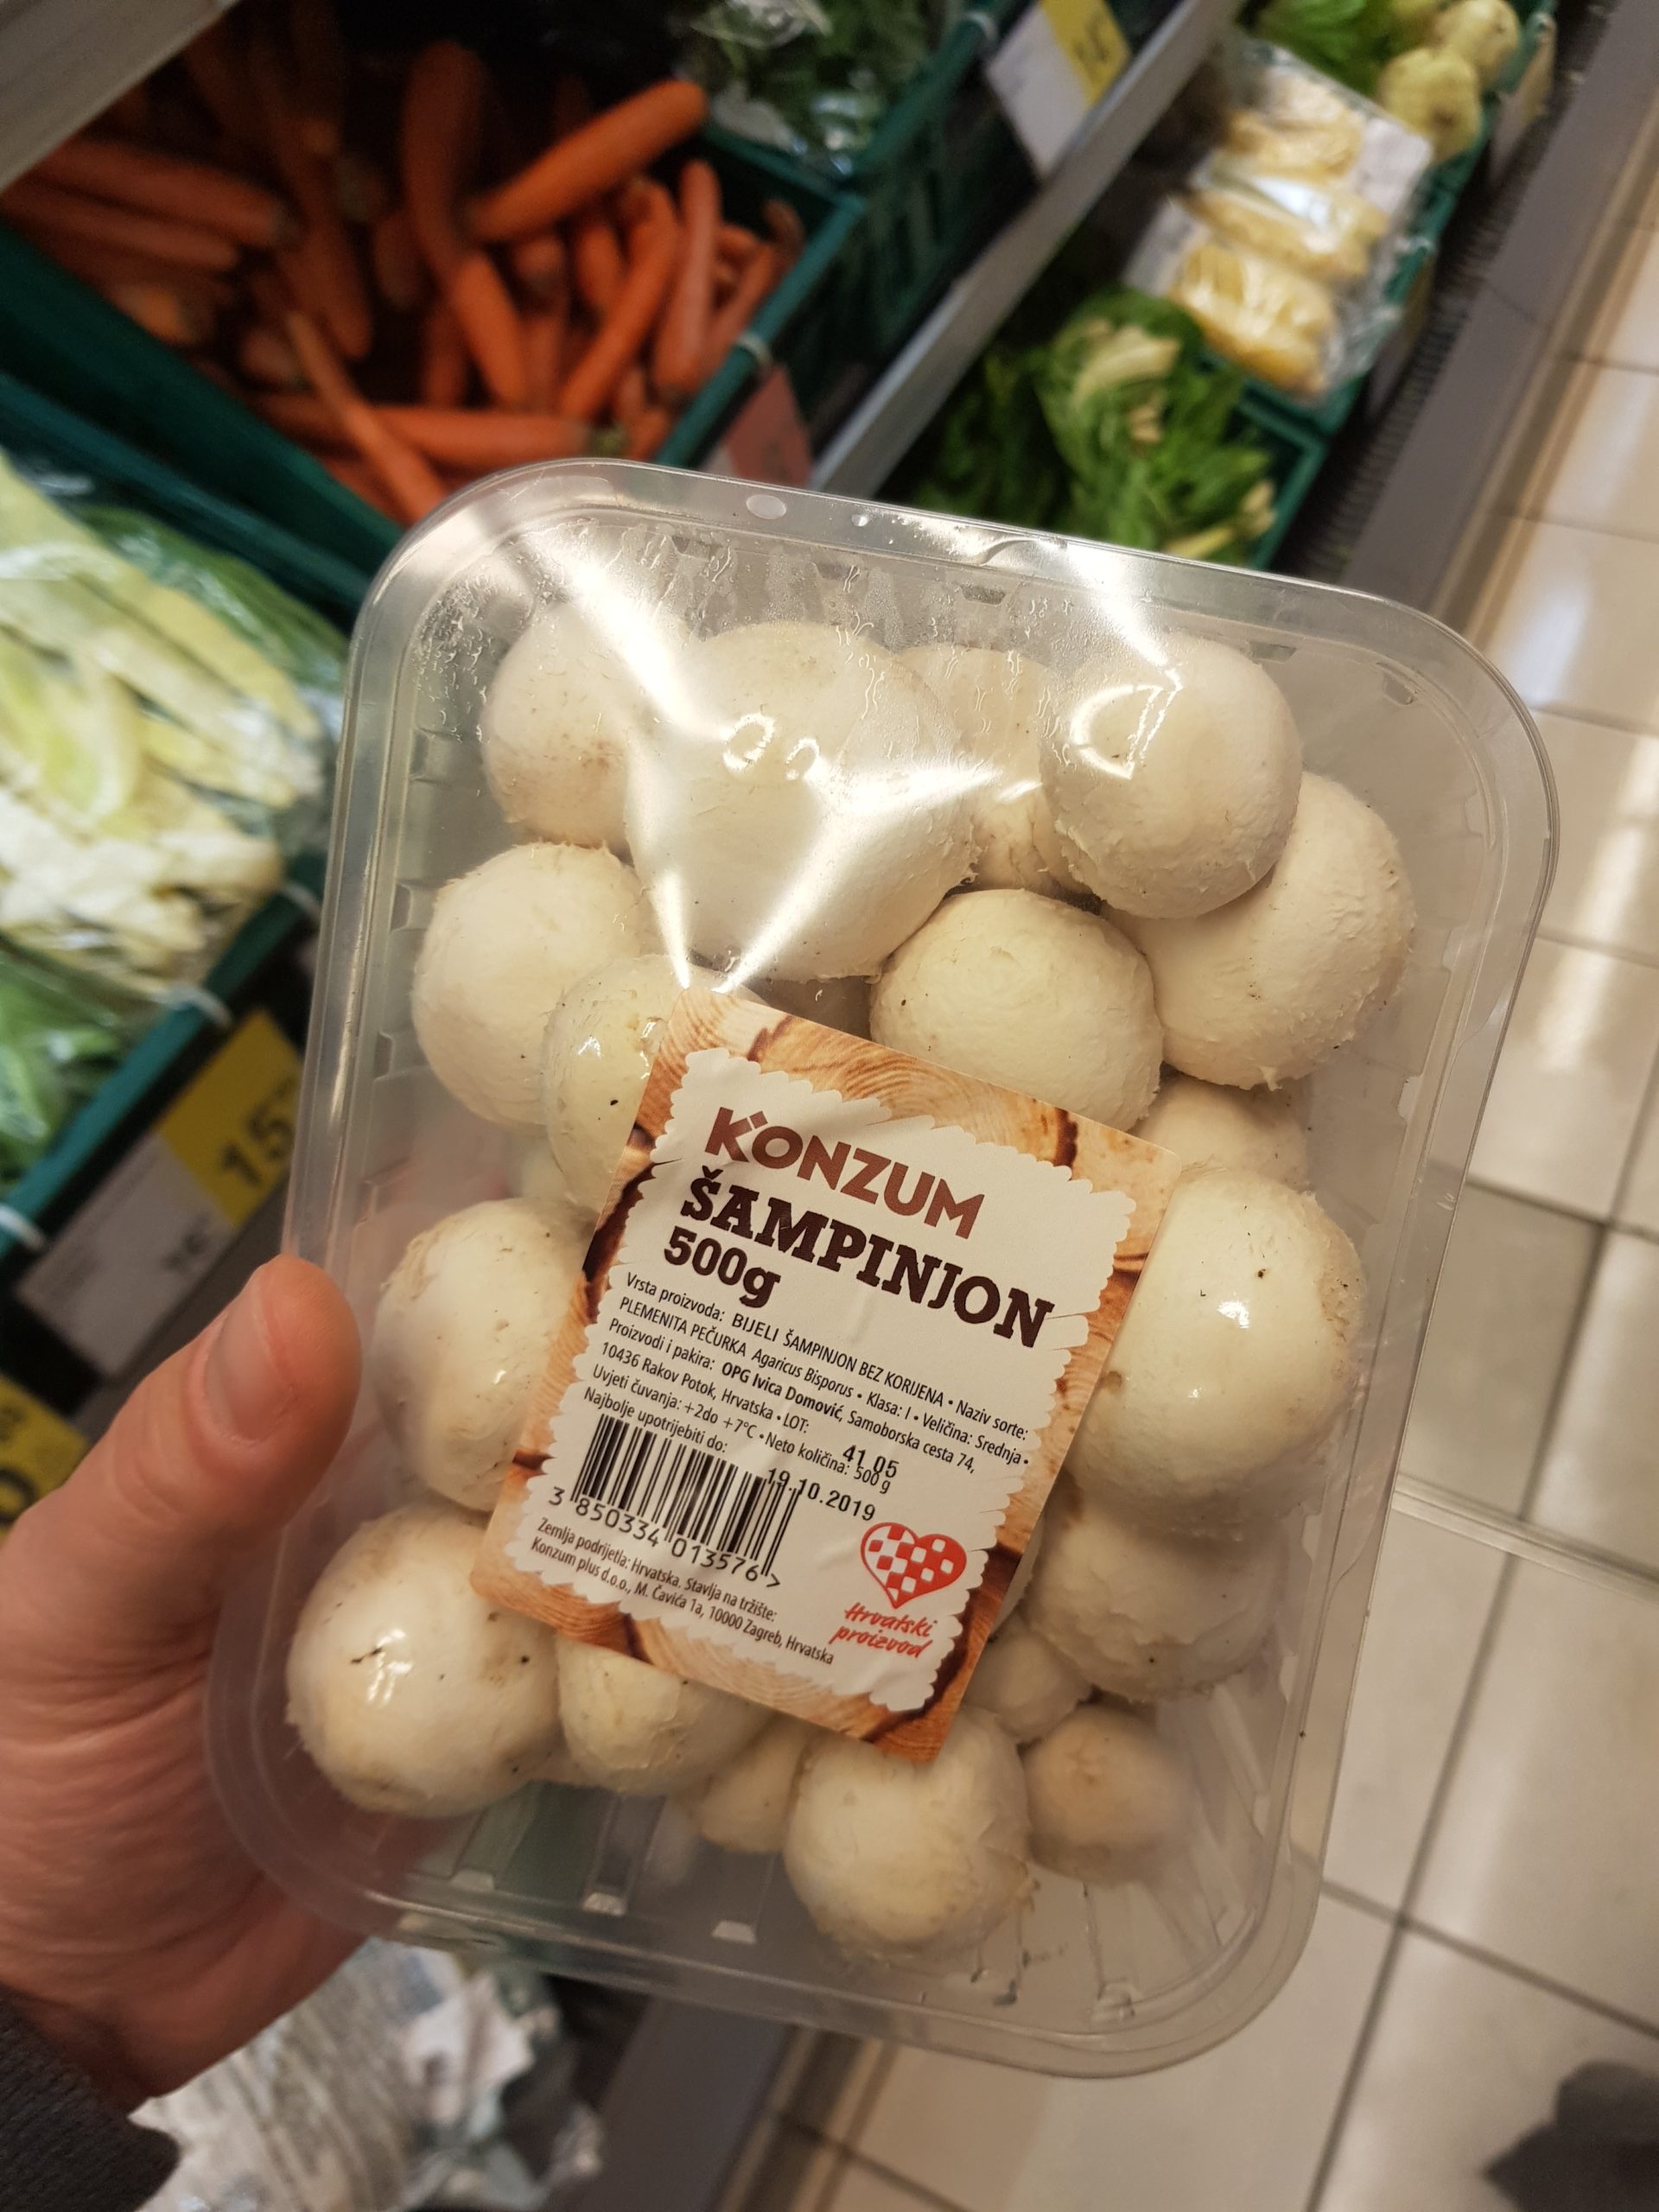 KONZUM
ŠAMPINJON
500g
Vrsta proizvoda: BIJELI ŠAMPINJON BEZ KORIJENA • Naziv sorte:
PLEMENITA PEČURKA Agaricus Bisporus • Klasa: I • Veličina: Srednja •
Proizvodi i pakira: OPG Ivica Domović, Samoborska cesta 74,
10436 Rakov Potok, Hrvatska • LOT: 41 05
Uvjeti čuvanja: +2do +7°C • Neto količina: 500 g
Najbolje upotrijebiti do: 19.10.2019
3 850334 013576 >
Zemlja podrijetla: Hrvatska. Stavlja na tržište:
Konzum plus d.o.o., M. Čavića 1a, 10000 Zagreb, Hrvatska
Hrvatski
proizvod
15